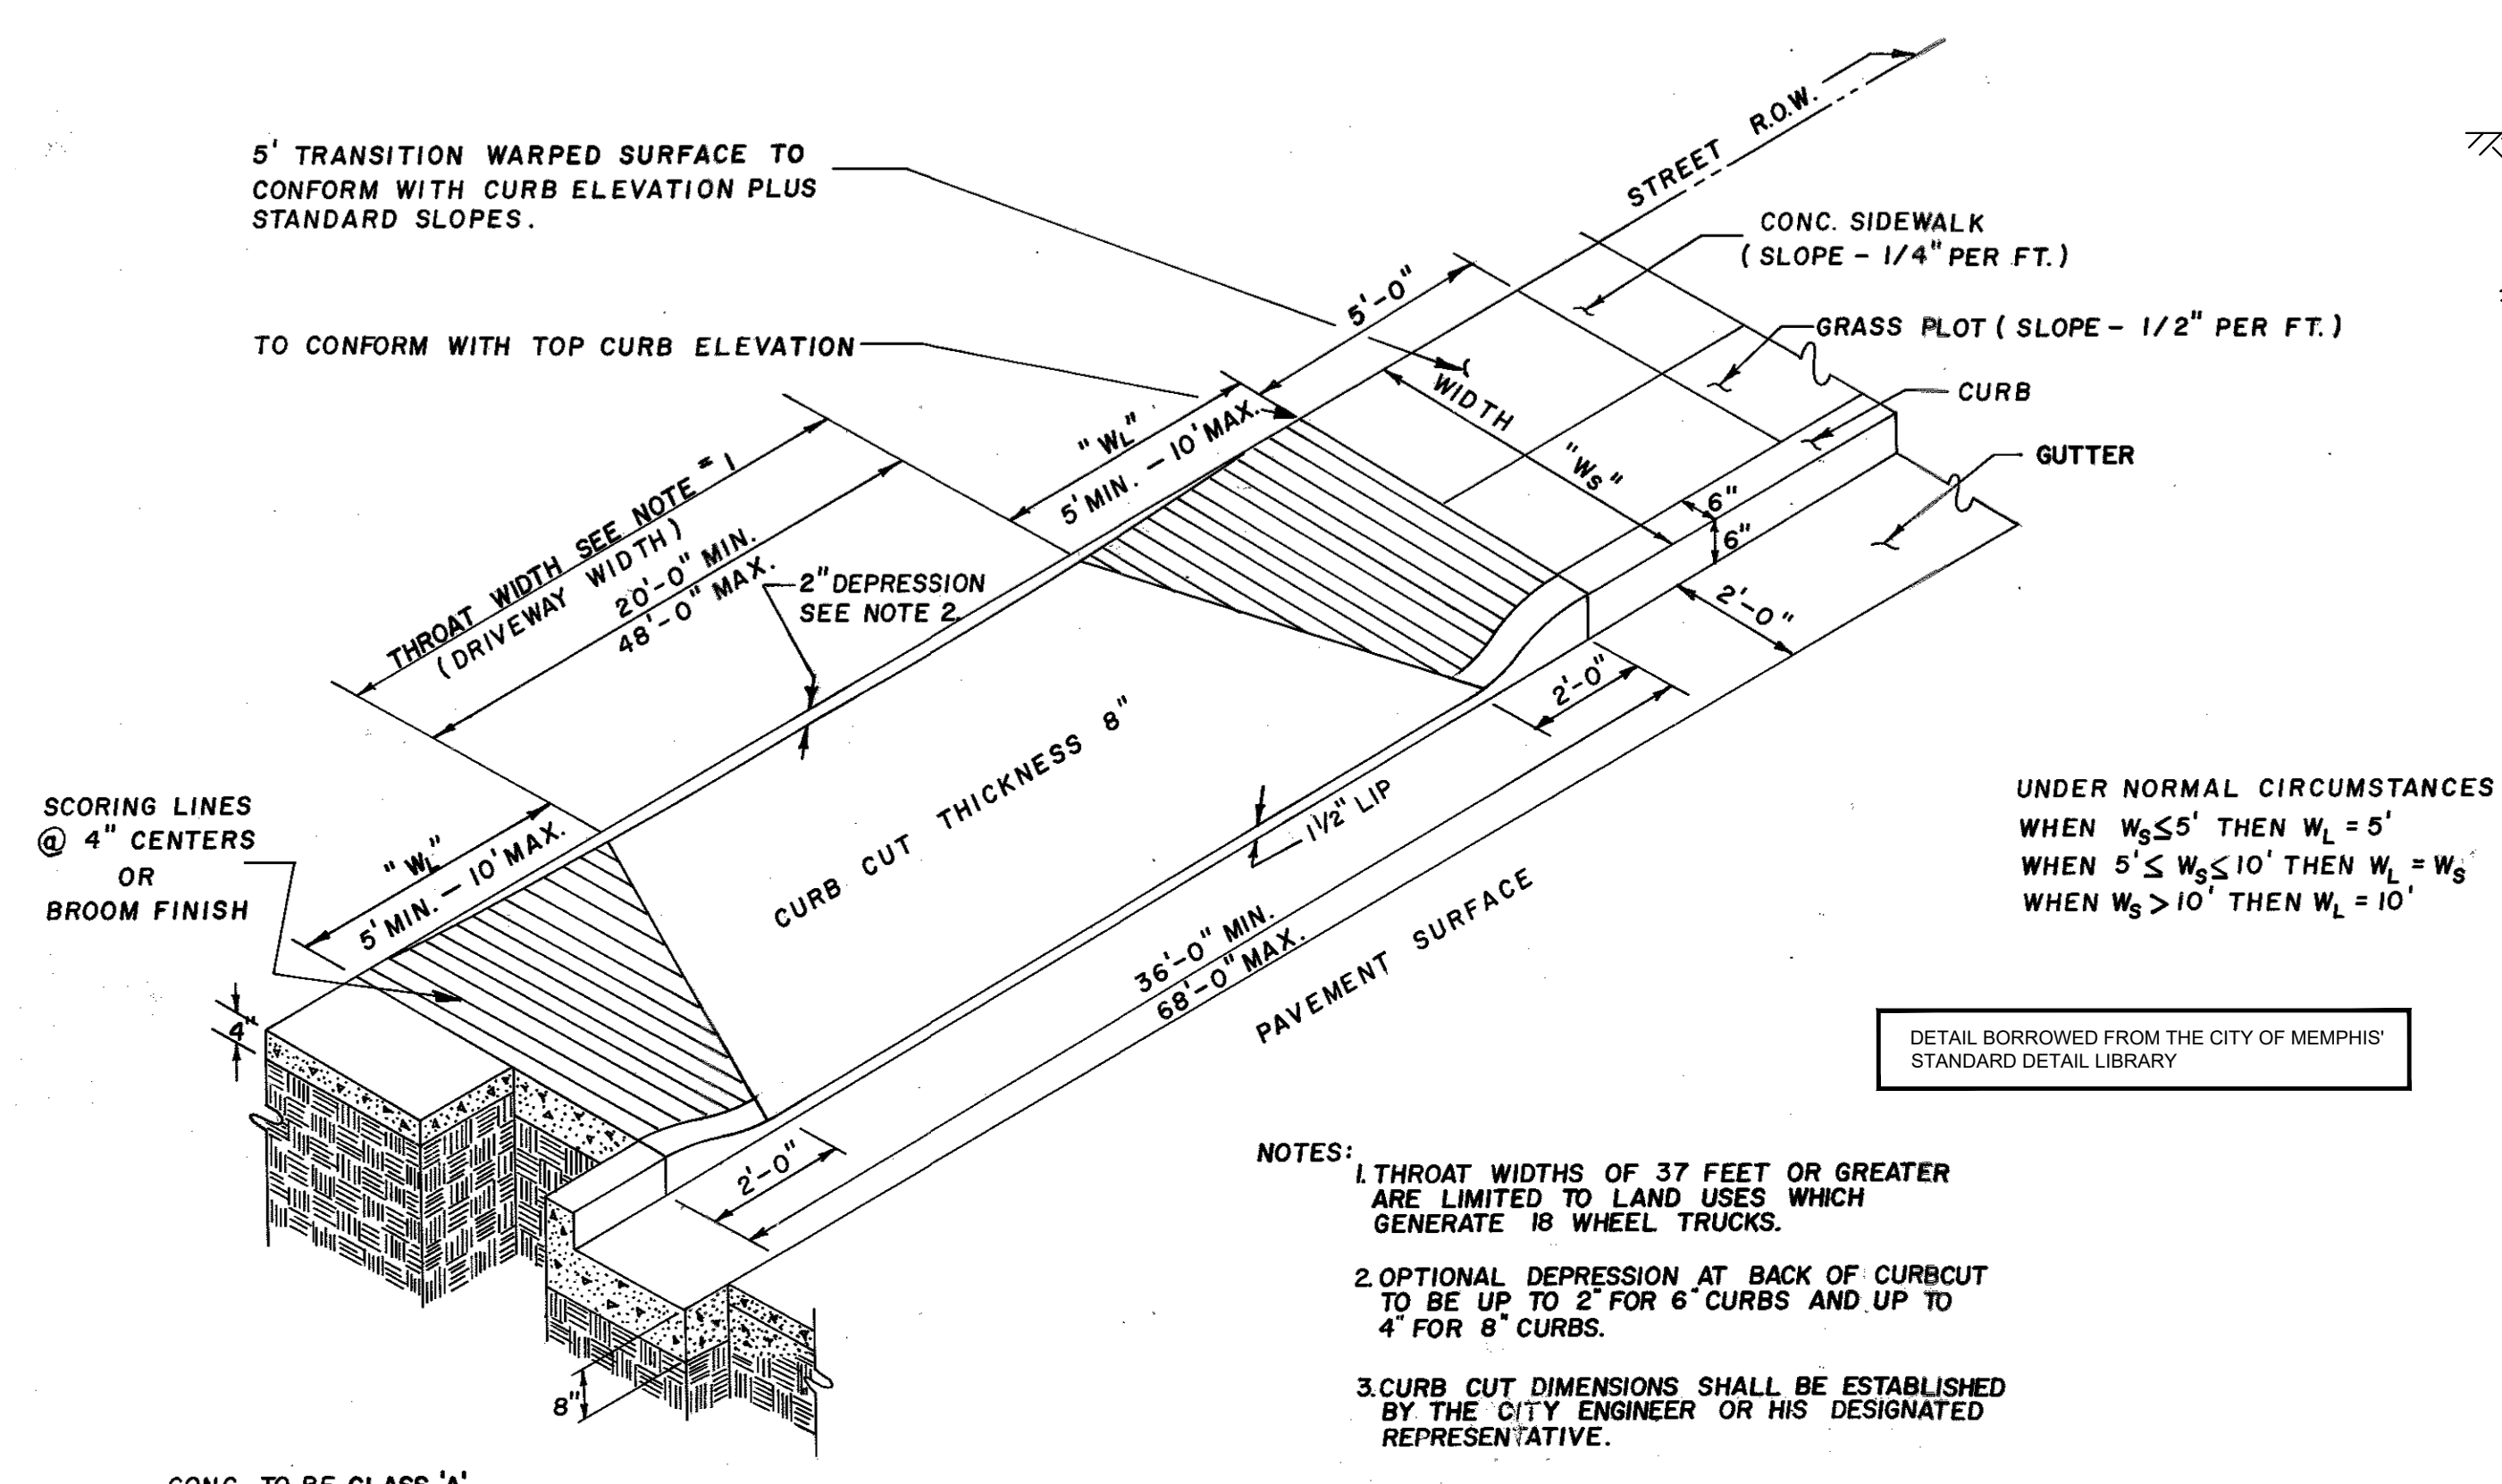 5' TRANSITION WARPED SURFACE TO
CONFORM WITH CURB ELEVATION PLUS
STANDARD SLOPES.
TO CONFORM WITH TOP CURB ELEVATION
STREET R.O.W.
CONC. SIDEWALK
( SLOPE - 1/4" PER FT. )
GRASS PLOT ( SLOPE - 1/2" PER FT. )
CURB
GUTTER
5'-0"
WIDTH "WS"
"WL"
5' MIN. - 10' MAX.
6"
6"
2'-0"
2'-0"
THROAT WIDTH SEE NOTE # 1
( DRIVEWAY WIDTH )
20'-0" MIN.
48'-0" MAX.
2" DEPRESSION
SEE NOTE 2.
CURB CUT THICKNESS 8"
1 1/2" LIP
36'-0" MIN.
68'-0" MAX.
PAVEMENT SURFACE
SCORING LINES
@ 4" CENTERS
OR
BROOM FINISH
"WL"
5' MIN. - 10' MAX.
4"
2'-0"
8"
UNDER NORMAL CIRCUMSTANCES
WHEN WS ≤ 5' THEN WL = 5'
WHEN 5' ≤ WS ≤ 10' THEN WL = WS
WHEN WS > 10' THEN WL = 10'
DETAIL BORROWED FROM THE CITY OF MEMPHIS'
STANDARD DETAIL LIBRARY
NOTES:
1. THROAT WIDTHS OF 37 FEET OR GREATER
ARE LIMITED TO LAND USES WHICH
GENERATE 18 WHEEL TRUCKS.
2. OPTIONAL DEPRESSION AT BACK OF CURBCUT
TO BE UP TO 2" FOR 6" CURBS AND UP TO
4" FOR 8" CURBS.
3. CURB CUT DIMENSIONS SHALL BE ESTABLISHED
BY THE CITY ENGINEER OR HIS DESIGNATED
REPRESENTATIVE.
CONC. TO BE CLASS 'A'